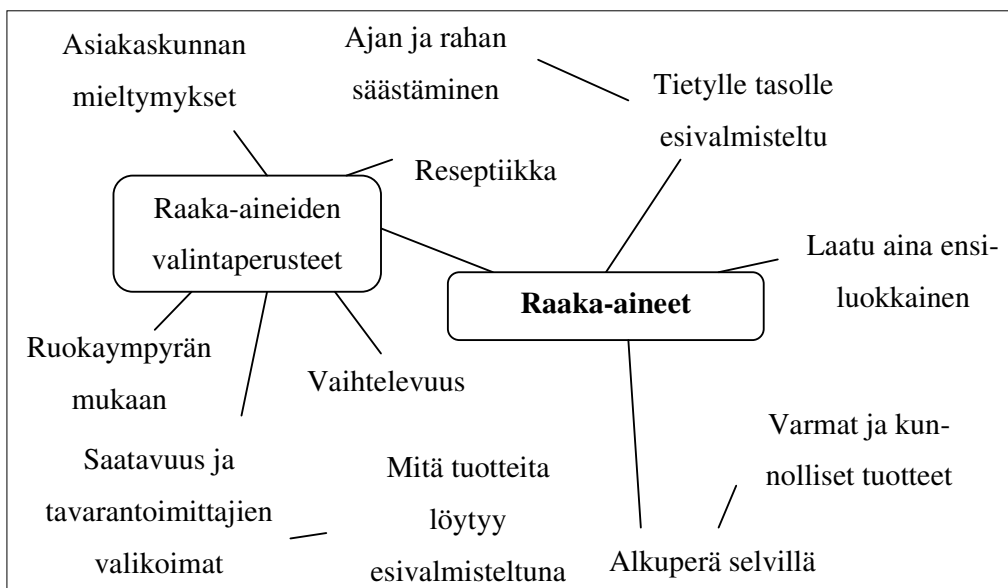 Asiakaskunnan
mieltymykset
Ajan ja rahan
säästäminen
Tietylle tasolle
esivalmisteltu
Reseptiikka
Raaka-aineiden
valintaperusteet
Laatu aina ensi-
luokkainen
Raaka-aineet
Ruokaympyrän
mukaan
Vaihtelevuus
Varmat ja kun-
nolliset tuotteet
Saatavuus ja
tavarantoimittajien
valikoimat
Mitä tuotteita
löytyy
esivalmisteltuna
Alkuperä selvillä